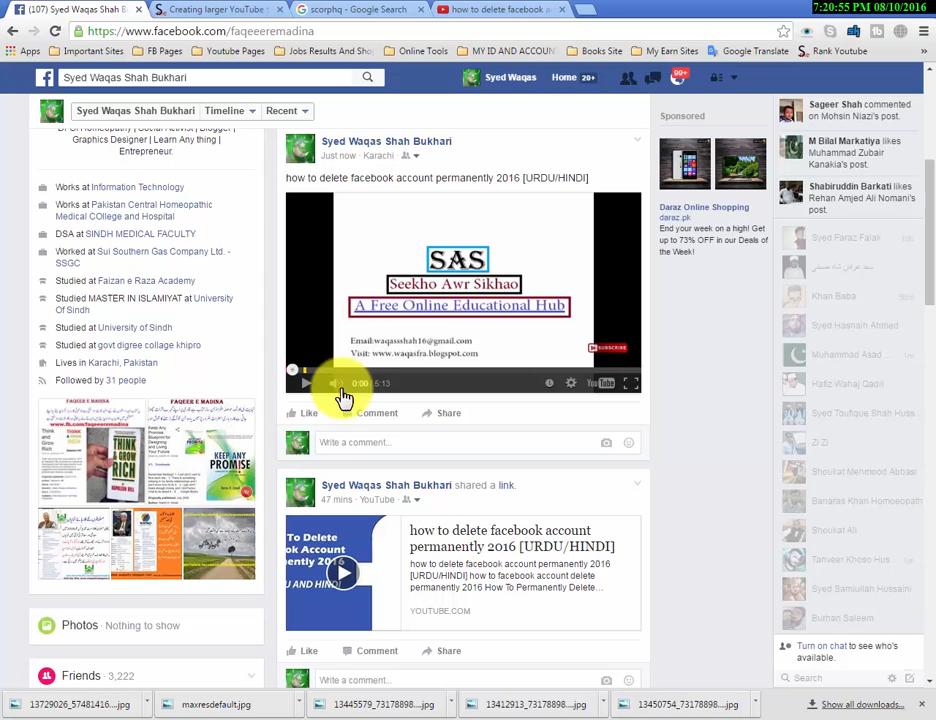 (107) Syed Waqas Shah B
Creating larger YouTube
scorphq - Google Search
how to delete facebook a
7:20:55 PM 08/10/2016
https://www.facebook.com/faqeeeremadina
Apps
Important Sites
FB Pages
Youtube Pages
Jobs Results And Sho
Online Tools
MY ID AND ACCOUN
Books Site
My Earn Sites
Google Translate
Rank Youtube
Syed Waqas Shah Bukhari
Syed Waqas
Home 20+
99+
Syed Waqas Shah Bukhari
Timeline
Recent
Graphics Designer | Learn Any thing |
Entrepreneur.
Works at Information Technology
Works at Pakistan Central Homeopathic
Medical COllege and Hospital
DSA at SINDH MEDICAL FACULTY
Worked at Sui Southern Gas Company Ltd. -
SSGC
Studied at Faizan e Raza Academy
Studied MASTER IN ISLAMIYAT at University
Of Sindh
Studied at University of Sindh
Studied at govt digree collage khipro
Lives in Karachi, Pakistan
Followed by 31 people
FAQEER E MADINA
FAQEER E MADINA
THINK
AND
GROW
RICH
KEEP
ANY
PROMISE
Photos Nothing to show
Friends · 3,222
Syed Waqas Shah Bukhari
Just now · Karachi ·
how to delete facebook account permanently 2016 [URDU/HINDI]
SAS
Seekho Awr Sikhao
A Free Online Educational Hub
Email:waqassshah16@gmail.com
Visit: www.waqasfra.blogspot.com
SUBSCRIBE
0:00 / 5:13
YouTube
Like
Comment
Share
Write a comment...
Syed Waqas Shah Bukhari shared a link.
47 mins · YouTube ·
To Delete
book Account
nently 2016
U AND HINDI)
how to delete facebook account
permanently 2016 [URDU/HINDI]
how to delete facebook account permanently 2016
[URDU/HINDI] how to facebook account delete
permanently 2016 How To Permanently Delete...
YOUTUBE.COM
Like
Comment
Share
Write a comment...
Sponsored
Daraz Online Shopping
daraz.pk
End your week on a high! Get
up to 73% OFF in our Deals of
the Week!
Sageer Shah commented
on Mohsin Niazi's post.
M Bilal Markatiya likes
Muhammad Zubair
Kanakia's post.
Shabiruddin Barkati likes
Rehan Amjed Ali Nomani's
post.
Syed Faraz Falak
Khan Baba
Syed Hasnain Ahmed
Muhammad Asad ...
Hafiz Wahaj Qadil
Syed Toufique Shah Huss...
Zi Zi
Shoukat Mehmood Abbasi
Banaras Khan Homoeopath
Shoukat Ali
Tanveer Khoso Hus...
Syed Samiullah Hussaini
Burhan Saleem
Turn on chat to see who's
available.
Search
13729026_57481416...jpg
maxresdefault.jpg
13445579_73178898...jpg
13412913_73178898...jpg
13450754_73178898...jpg
Show all downloads...